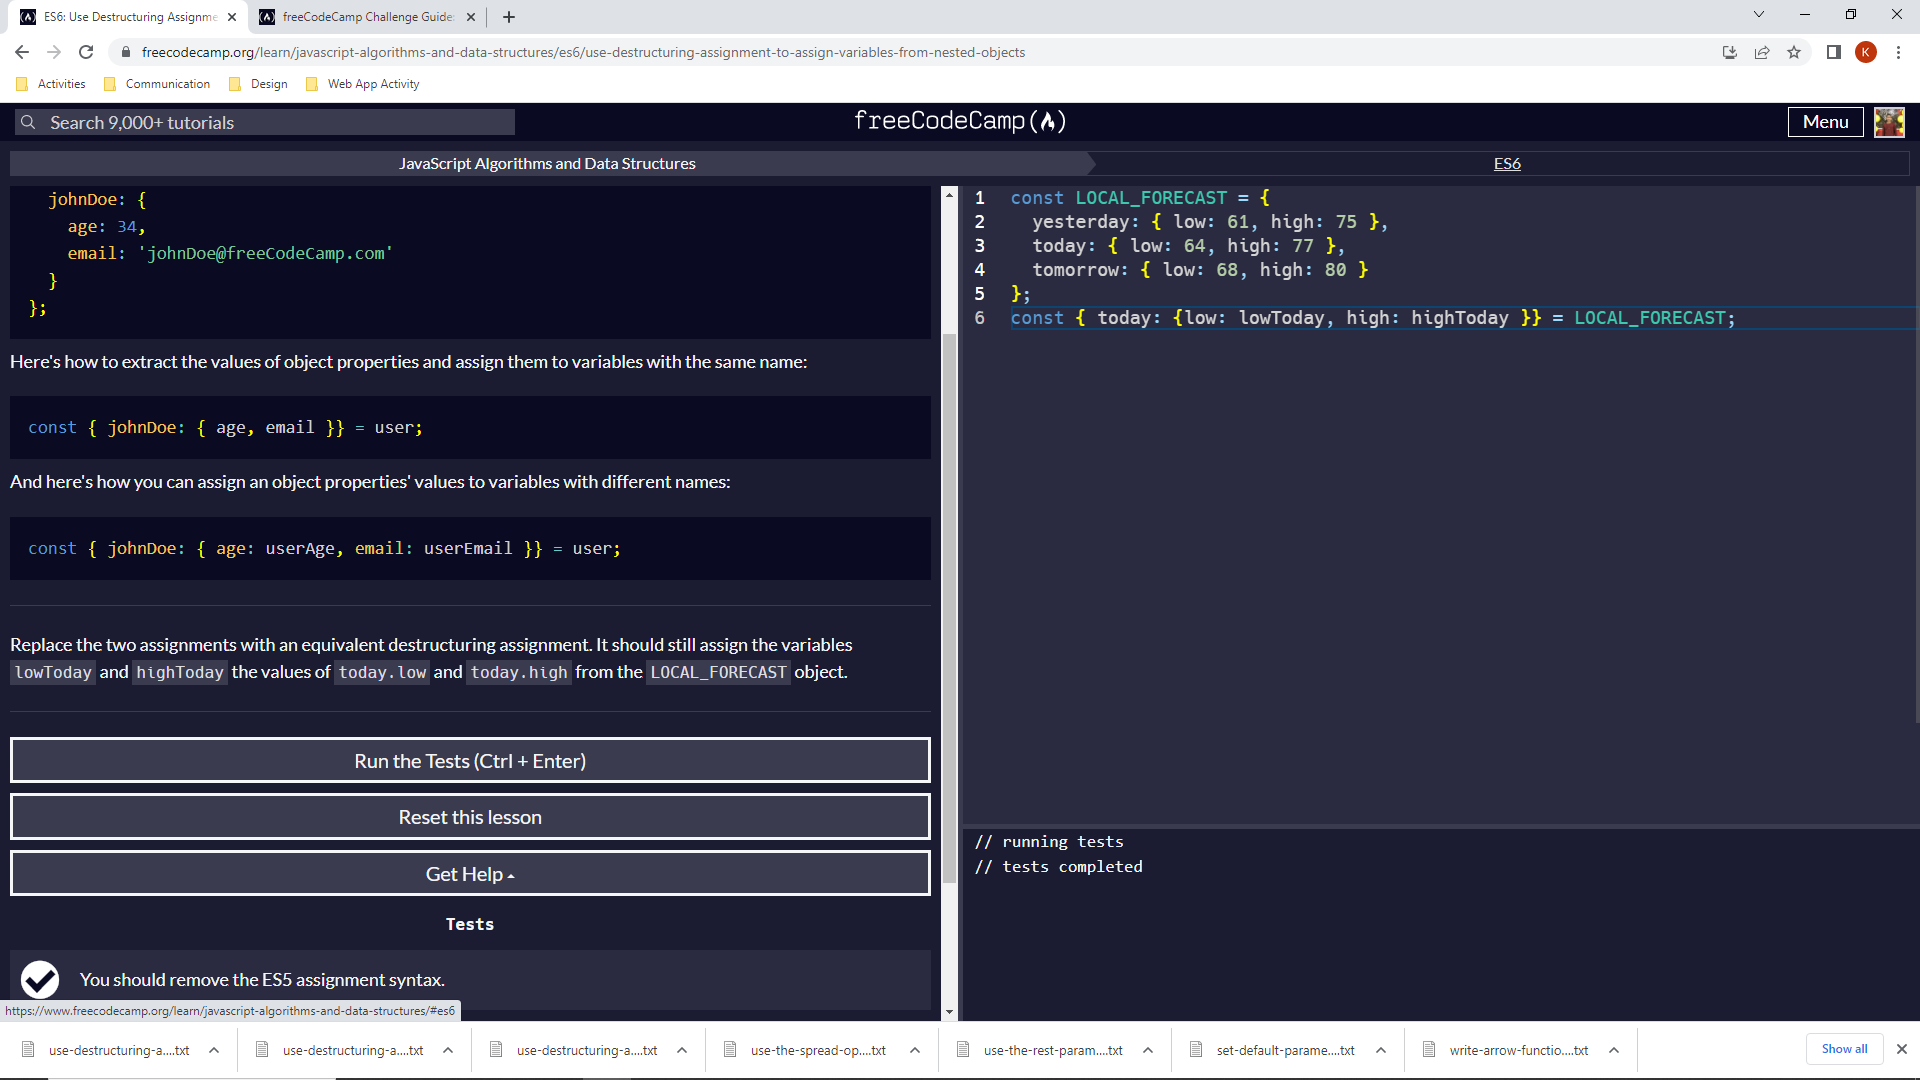 ES6: Use Destructuring Assignme
freeCodeCamp Challenge Guide:
freecodecamp.org/learn/javascript-algorithms-and-data-structures/es6/use-destructuring-assignment-to-assign-variables-from-nested-objects
K
Activities
Communication
Design
Web App Activity
Search 9,000+ tutorials
freeCodeCamp
Menu
JavaScript Algorithms and Data Structures
ES6
johnDoe: {
age: 34,
email: 'johnDoe@freeCodeCamp.com'
}
};
Here's how to extract the values of object properties and assign them to variables with the same name:
const { johnDoe: { age, email }} = user;
And here's how you can assign an object properties' values to variables with different names:
const { johnDoe: { age: userAge, email: userEmail }} = user;
Replace the two assignments with an equivalent destructuring assignment. It should still assign the variables
lowToday and highToday the values of today.low and today.high from the LOCAL_FORECAST object.
Run the Tests (Ctrl + Enter)
Reset this lesson
Get Help
Tests
You should remove the ES5 assignment syntax.
1 const LOCAL_FORECAST = {
2 yesterday: { low: 61, high: 75 },
3 today: { low: 64, high: 77 },
4 tomorrow: { low: 68, high: 80 }
5 };
6 const { today: {low: lowToday, high: highToday }} = LOCAL_FORECAST;
// running tests
// tests completed
https://www.freecodecamp.org/learn/javascript-algorithms-and-data-structures/#es6
use-destructuring-a....txt
use-destructuring-a....txt
use-destructuring-a....txt
use-the-spread-op....txt
use-the-rest-param....txt
set-default-parame....txt
write-arrow-functio....txt
Show all